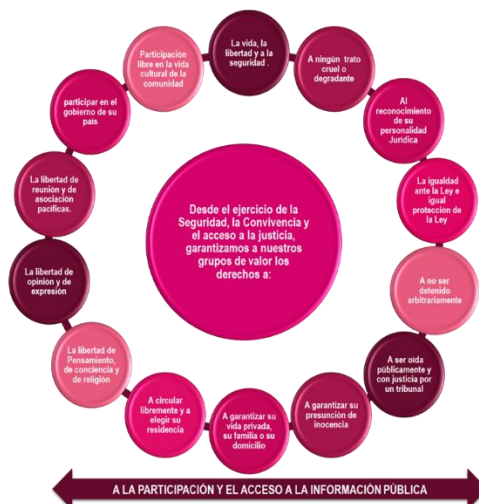 La vida, la
libertad y a la
seguridad .
A ningún trato
cruel o
degradante
Al
reconocimiento
de su
personalidad
Jurídica
La igualdad
ante la Ley e
igual
protección de
la Ley
A no ser
detenido
arbitrariamente
A ser oída
públicamente y
con justicia por
un tribunal
A garantizar su
presunción de
inocencia
A garantizar su
vida privada,
su familia o su
domicilio
A circular
libremente y a
elegir su
residencia
La libertad de
Pensamiento,
de conciencia y
de religión
La libertad de
opinión y de
expresión
La libertad de
reunión y de
asociación
pacíficas.
participar en el
gobierno de su
país
Participación
libre en la vida
cultural de la
comunidad
Desde el ejercicio de la
Seguridad, la Convivencia y
el acceso a la justicia,
garantizamos a nuestros
grupos de valor los
derechos a:
A LA PARTICIPACIÓN Y EL ACCESO A LA INFORMACIÓN PÚBLICA